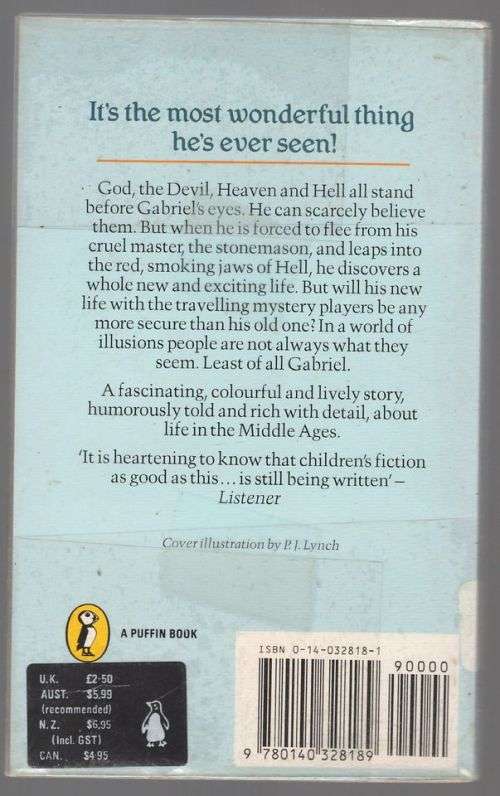 It's the most wonderful thing
he's ever seen!
God, the Devil, Heaven and Hell all stand
before Gabriel's eyes. He can scarcely believe
them. But when he is forced to flee from his
cruel master, the stonemason, and leaps into
the red, smoking jaws of Hell, he discovers a
whole new and exciting life. But will his new
life with the travelling mystery players be any
more secure than his old one? In a world of
illusions people are not always what they
seem. Least of all Gabriel.
A fascinating, colourful and lively story,
humorously told and rich with detail, about
life in the Middle Ages.
'It is heartening to know that children's fiction
as good as this... is still being written' –
Listener
Cover illustration by P. J. Lynch
A PUFFIN BOOK
U.K. £2·50
AUST. $5.99
(recommended)
N.Z. $6.95
(Incl. GST)
CAN. $4.95
ISBN 0-14-032818-1
90000
9 780140 328189